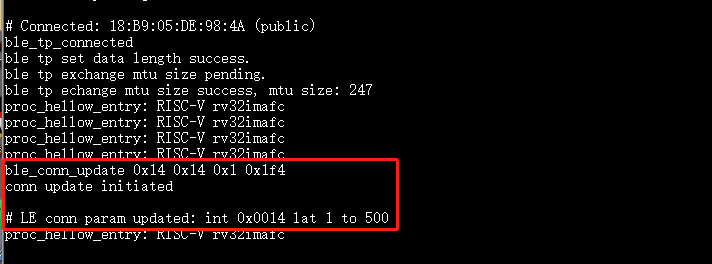 # Connected: 18:B9:05:DE:98:4A (public)
ble_tp_connected
ble tp set data length success.
ble tp exchange mtu size pending.
ble tp echange mtu size success, mtu size: 247
proc_hellow_entry: RISC-V rv32imafc
proc_hellow_entry: RISC-V rv32imafc
proc_hellow_entry: RISC-V rv32imafc
proc_hellow_entry: RISC-V rv32imafc
ble_conn_update 0x14 0x14 0x1 0x1f4
conn update initiated
# LE conn param updated: int 0x0014 lat 1 to 500
proc_hellow_entry: RISC-V rv32imafc